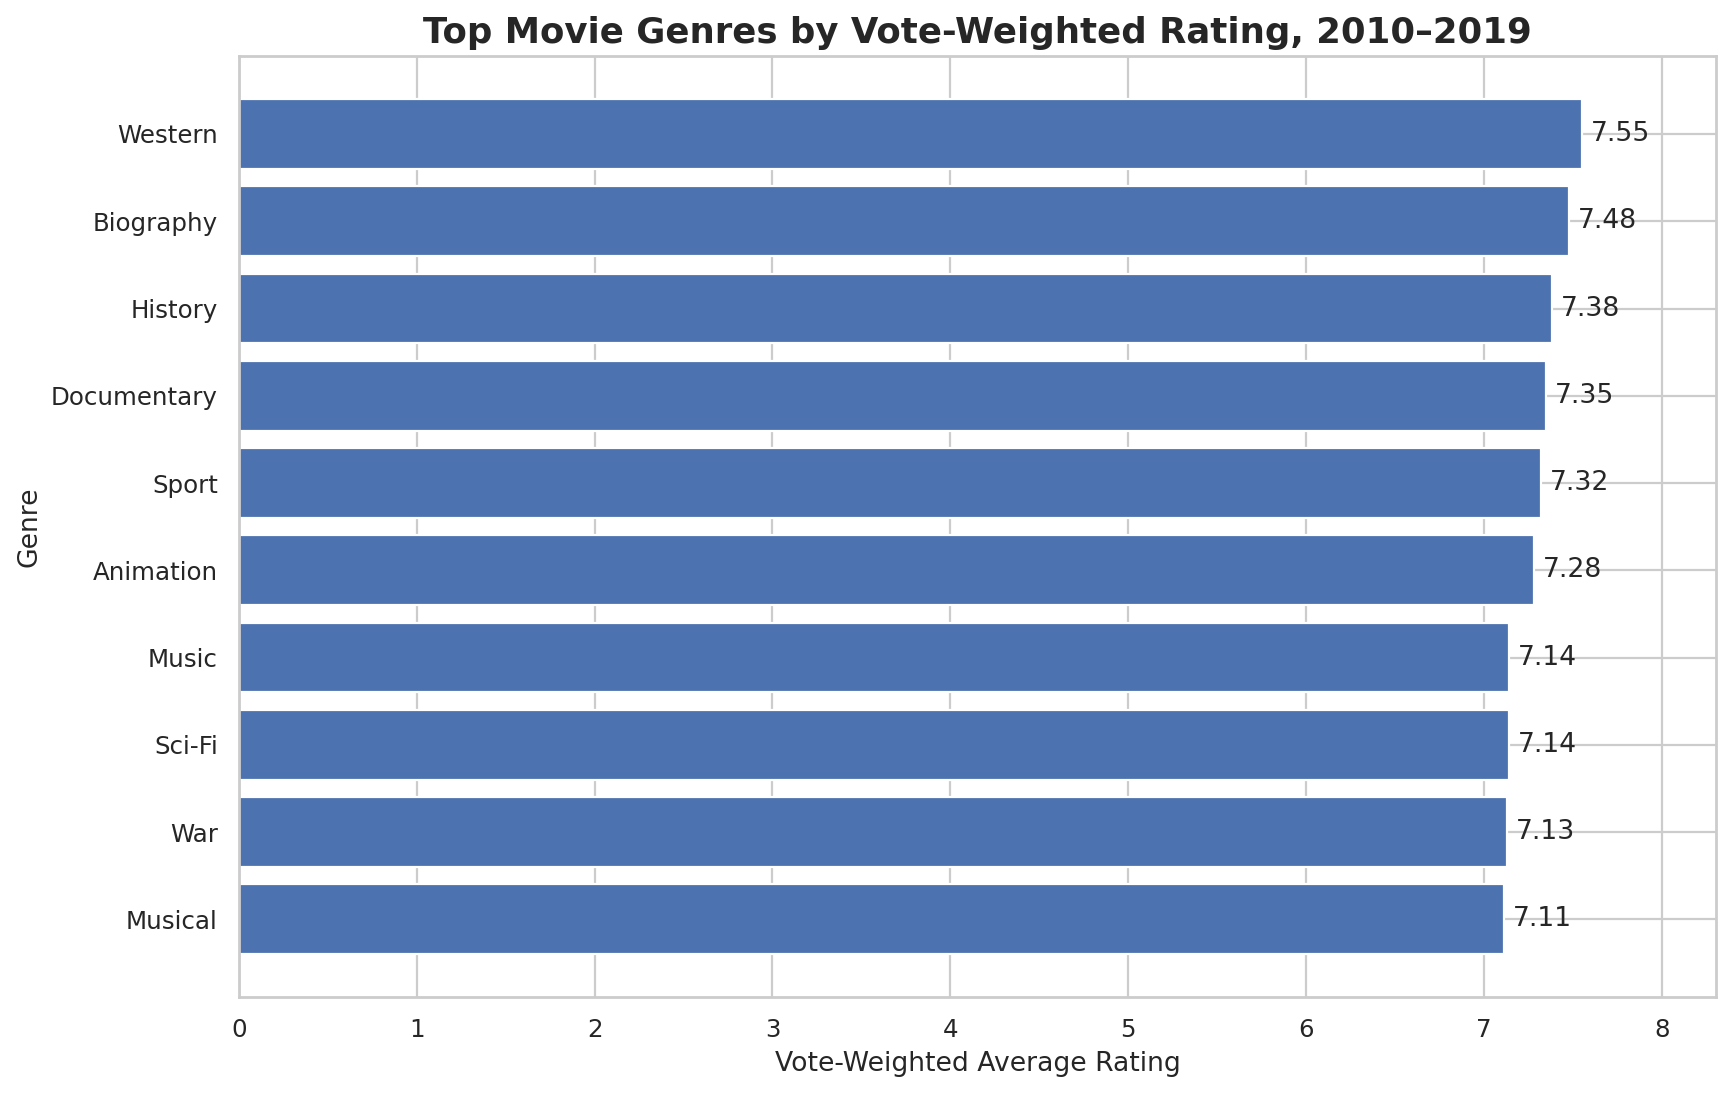 Top Movie Genres by Vote-Weighted Rating, 2010–2019
Genre
Western 7.55
Biography 7.48
History 7.38
Documentary 7.35
Sport 7.32
Animation 7.28
Music 7.14
Sci-Fi 7.14
War 7.13
Musical 7.11
0 1 2 3 4 5 6 7 8
Vote-Weighted Average Rating